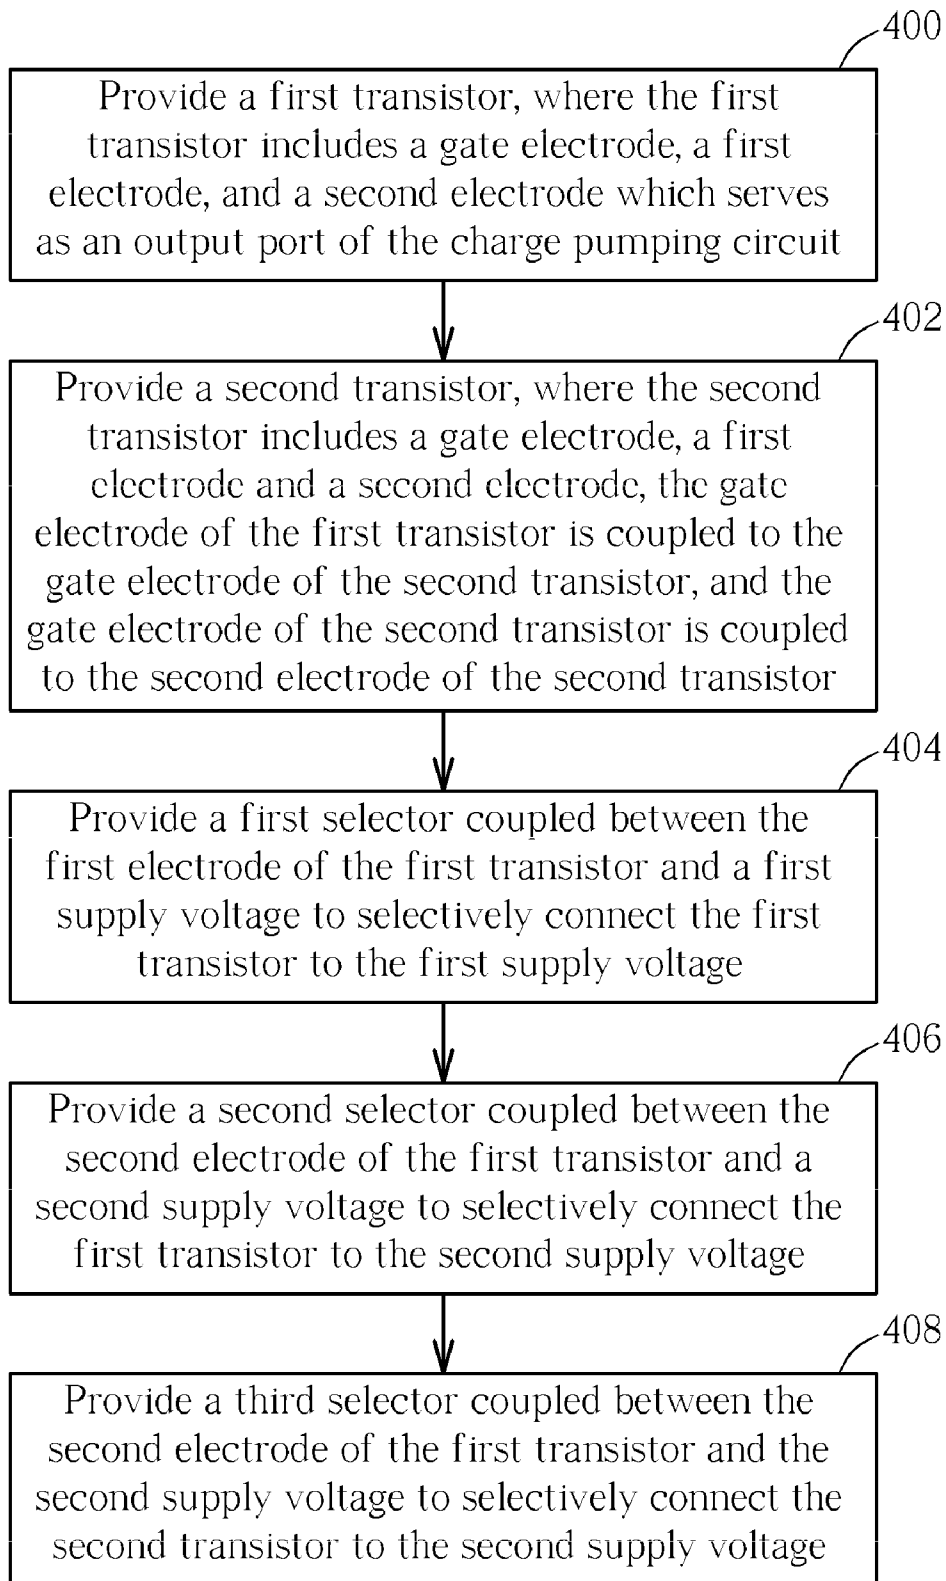 400
Provide a first transistor, where the first
transistor includes a gate electrode, a first
electrode, and a second electrode which serves
as an output port of the charge pumping circuit
402
Provide a second transistor, where the second
transistor includes a gate electrode, a first
electrode and a second electrode, the gate
electrode of the first transistor is coupled to the
gate electrode of the second transistor, and the
gate electrode of the second transistor is coupled
to the second electrode of the second transistor
404
Provide a first selector coupled between the
first electrode of the first transistor and a first
supply voltage to selectively connect the first
transistor to the first supply voltage
406
Provide a second selector coupled between the
second electrode of the first transistor and a
second supply voltage to selectively connect the
first transistor to the second supply voltage
408
Provide a third selector coupled between the
second electrode of the first transistor and the
second supply voltage to selectively connect the
second transistor to the second supply voltage